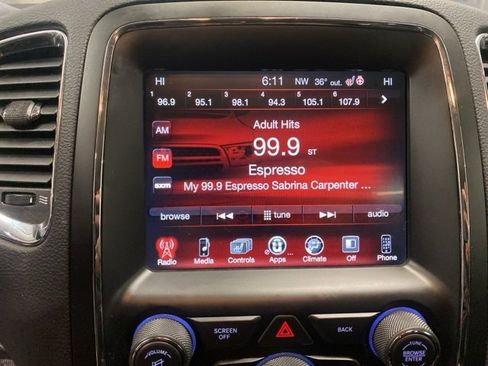 HI 6:11 NW 36° out. HI
1 2 3 4 5 6
96.9 95.1 98.1 94.3 105.1 107.9
Adult Hits
AM
99.9 ST
FM
Espresso
sxm My 99.9 Espresso Sabrina Carpenter ...
browse tune audio
Radio Media Controls Apps Climate Off Phone
SCREEN OFF BACK
VOLUME TUNE
BROWSE
ENTER